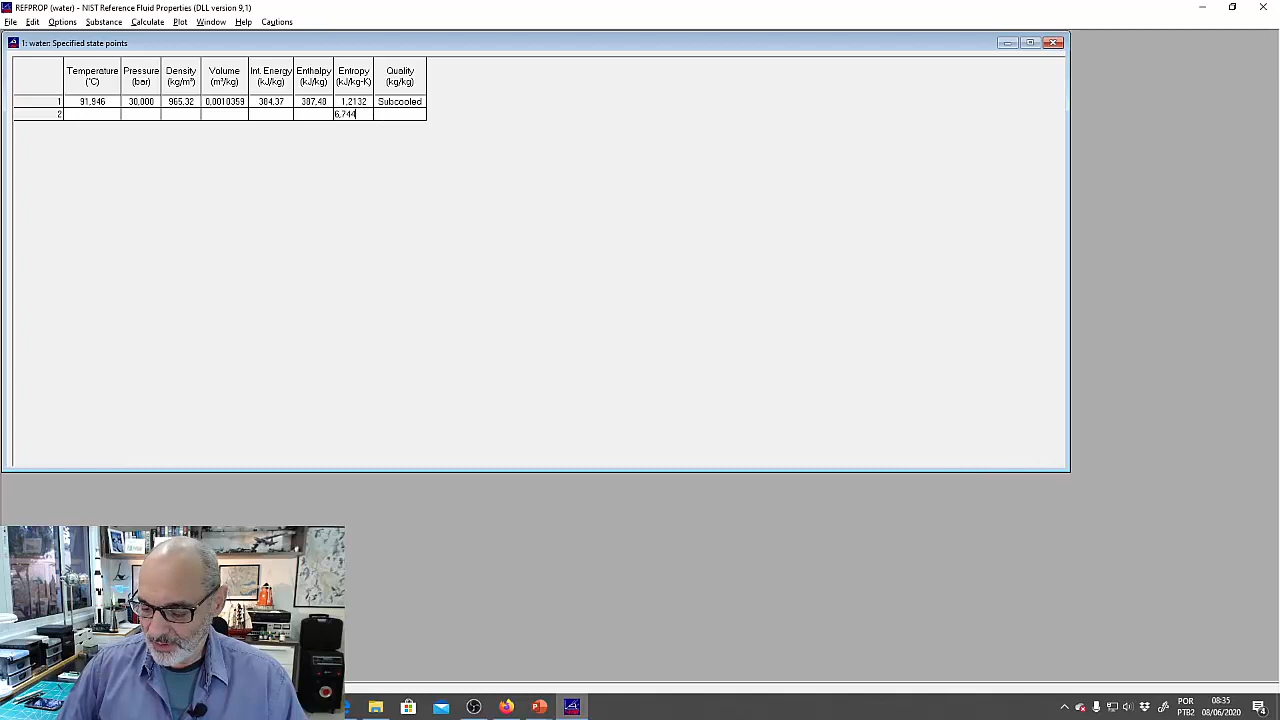 REFPROP (water) - NIST Reference Fluid Properties (DLL version 9,1)
File Edit Options Substance Calculate Plot Window Help Cautions
1: water: Specified state points
Temperature Pressure Density Volume Int. Energy Enthalpy Entropy Quality
(°C) (bar) (kg/m³) (m³/kg) (kJ/kg) (kJ/kg) (kJ/kg-K) (kg/kg)
1 91,946 30,000 965,32 0,0010359 384,37 387,48 1,2132 Subcooled
2 6,744
POR 08:35
PTB2 08/06/2020